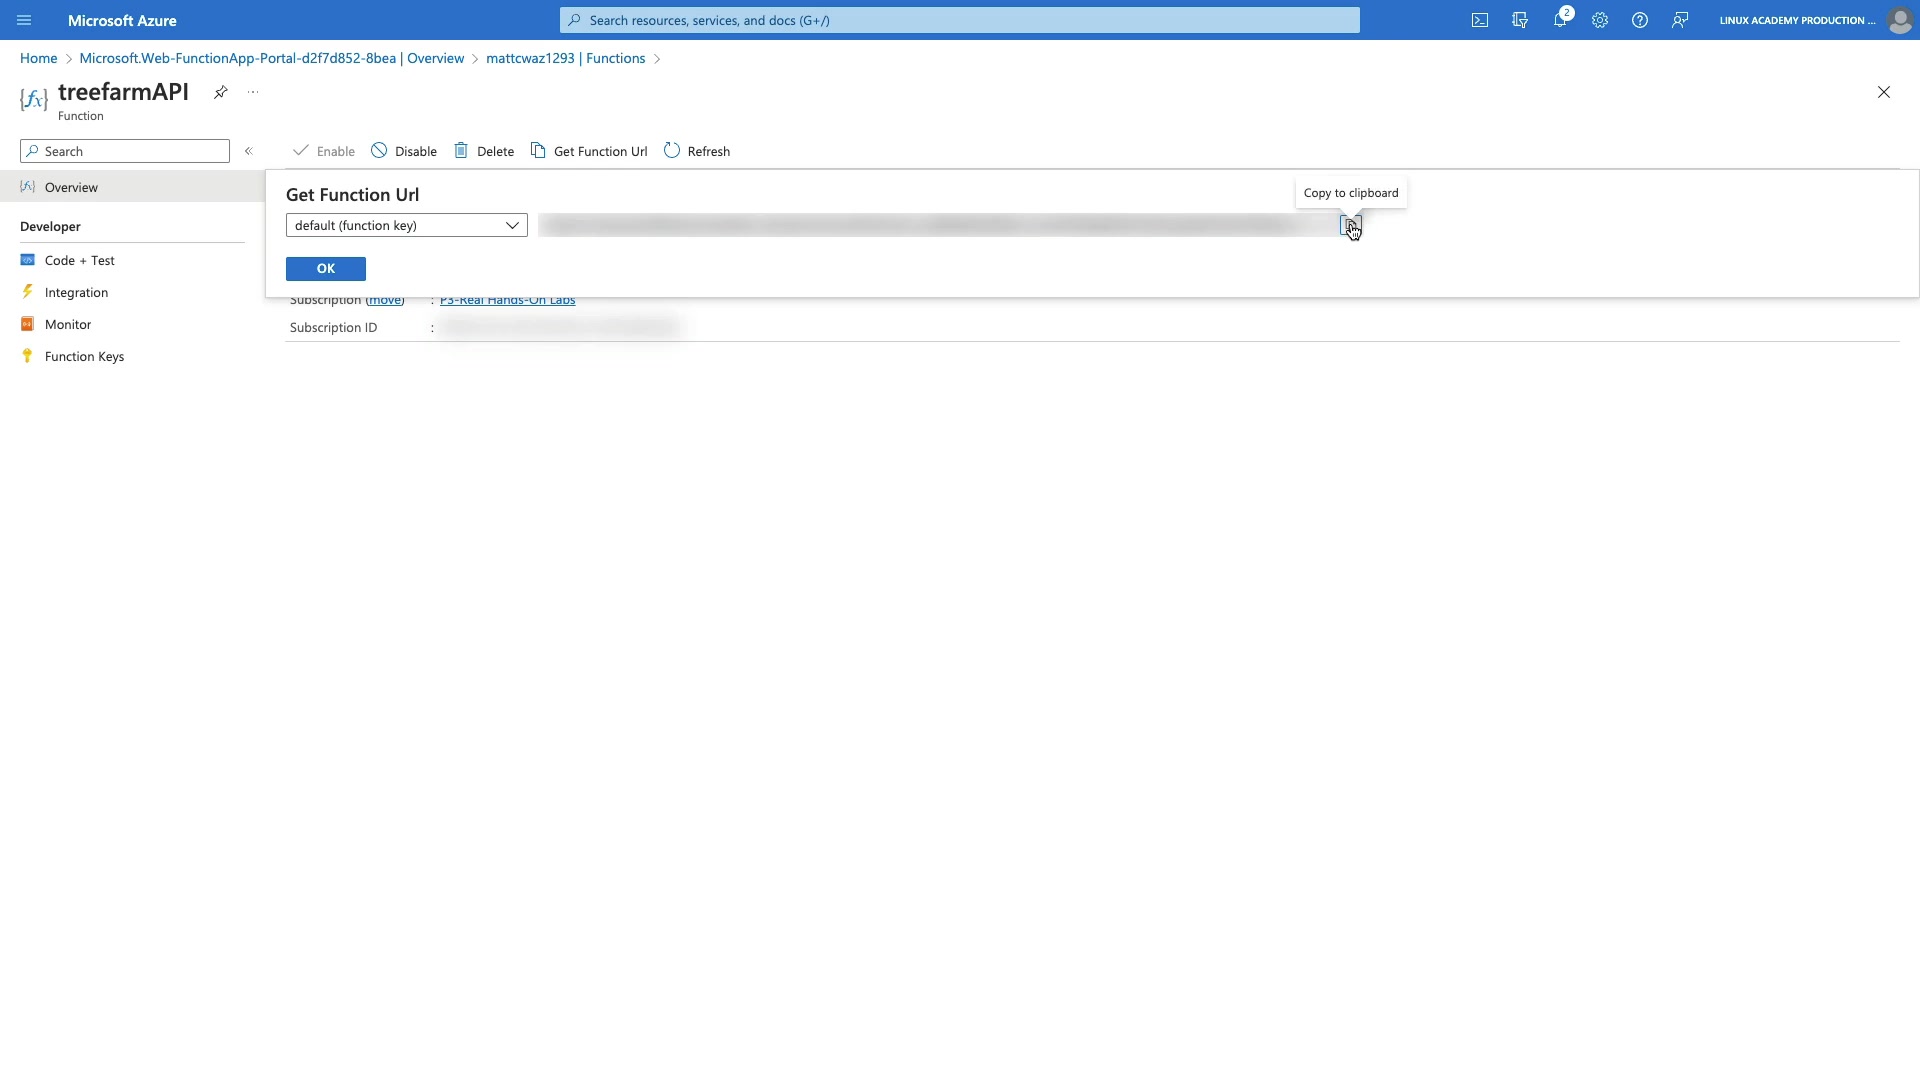 Microsoft Azure
Search resources, services, and docs (G+/)
2
LINUX ACADEMY PRODUCTION ...
Home > Microsoft.Web-FunctionApp-Portal-d2f7d852-8bea | Overview > mattcwaz1293 | Functions >
treefarmAPI ...
Function
Search «
Enable Disable Delete Get Function Url Refresh
Overview
Get Function Url
Copy to clipboard
default (function key)
OK
Developer
Code + Test
Integration
Monitor
Function Keys
Subscription (move) : P3-Real Hands-On Labs
Subscription ID :